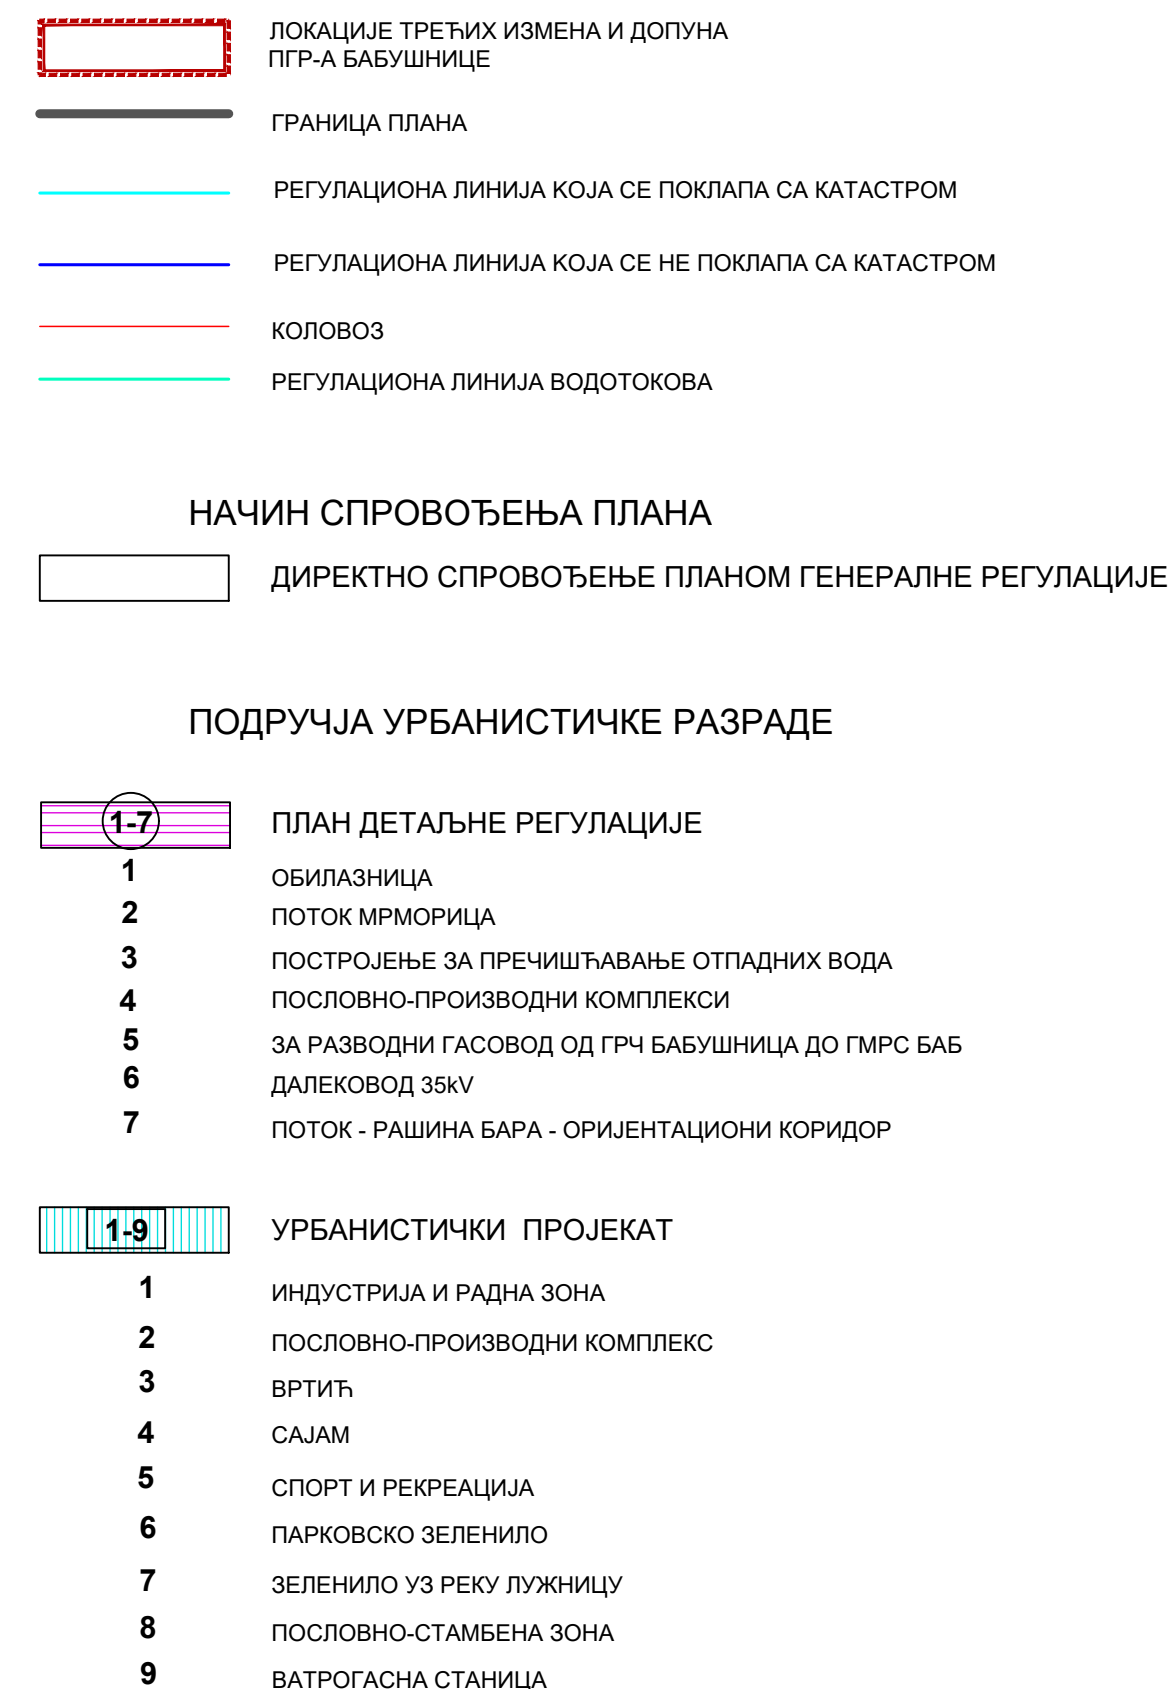 ЛОКАЦИЈЕ ТРЕЋИХ ИЗМЕНА И ДОПУНА
ПГР-А БАБУШНИЦЕ
ГРАНИЦА ПЛАНА
РЕГУЛАЦИОНА ЛИНИЈА КОЈА СЕ ПОКЛАПА СА КАТАСТРОМ
РЕГУЛАЦИОНА ЛИНИЈА КОЈА СЕ НЕ ПОКЛАПА СА КАТАСТРОМ
КОЛОВОЗ
РЕГУЛАЦИОНА ЛИНИЈА ВОДОТОКОВА
НАЧИН СПРОВОЂЕЊА ПЛАНА
ДИРЕКТНО СПРОВОЂЕЊЕ ПЛАНОМ ГЕНЕРАЛНЕ РЕГУЛАЦИЈЕ
ПОДРУЧЈА УРБАНИСТИЧКЕ РАЗРАДЕ
1-7 ПЛАН ДЕТАЉНЕ РЕГУЛАЦИЈЕ
1 ОБИЛАЗНИЦА
2 ПОТОК МРМОРИЦА
3 ПОСТРОЈЕЊЕ ЗА ПРЕЧИШЋАВАЊЕ ОТПАДНИХ ВОДА
4 ПОСЛОВНО-ПРОИЗВОДНИ КОМПЛЕКСИ
5 ЗА РАЗВОДНИ ГАСОВОД ОД ГРЧ БАБУШНИЦА ДО ГМРС БАБ
6 ДАЛЕКОВОД 35kV
7 ПОТОК - РАШИНА БАРА - ОРИЈЕНТАЦИОНИ КОРИДОР
1-9 УРБАНИСТИЧКИ ПРОЈЕКАТ
1 ИНДУСТРИЈА И РАДНА ЗОНА
2 ПОСЛОВНО-ПРОИЗВОДНИ КОМПЛЕКС
3 ВРТИЋ
4 САЈАМ
5 СПОРТ И РЕКРЕАЦИЈА
6 ПАРКОВСКО ЗЕЛЕНИЛО
7 ЗЕЛЕНИЛО УЗ РЕКУ ЛУЖНИЦУ
8 ПОСЛОВНО-СТАМБЕНА ЗОНА
9 ВАТРОГАСНА СТАНИЦА